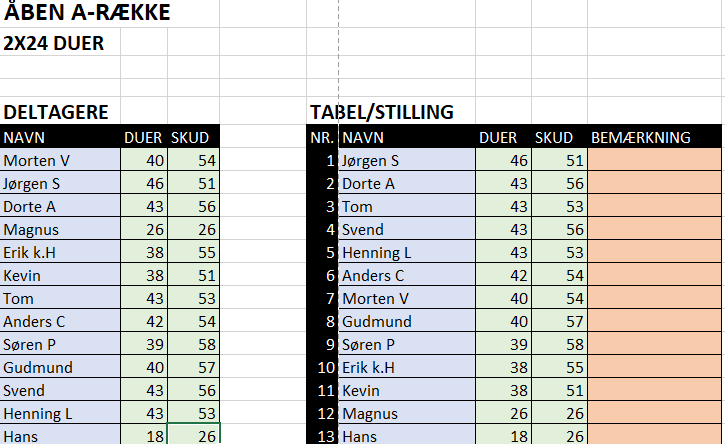 ÅBEN A-RÆKKE
2X24 DUER
DELTAGERE TABEL/STILLING
NAVN DUER SKUD NR. NAVN DUER SKUD BEMÆRKNING
Morten V 40 54 1 Jørgen S 46 51
Jørgen S 46 51 2 Dorte A 43 56
Dorte A 43 56 3 Tom 43 53
Magnus 26 26 4 Svend 43 56
Erik k.H 38 55 5 Henning L 43 53
Kevin 38 51 6 Anders C 42 54
Tom 43 53 7 Morten V 40 54
Anders C 42 54 8 Gudmund 40 57
Søren P 39 58 9 Søren P 39 58
Gudmund 40 57 10 Erik k.H 38 55
Svend 43 56 11 Kevin 38 51
Henning L 43 53 12 Magnus 26 26
Hans 18 26 13 Hans 18 26